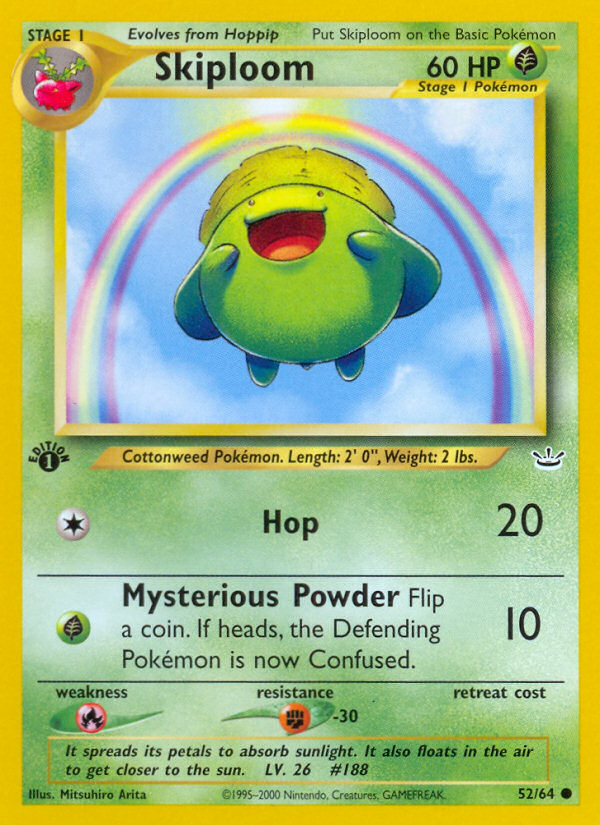 STAGE 1 Evolves from Hoppip Put Skiploom on the Basic Pokémon
Skiploom 60 HP
Stage 1 Pokémon
EDITION
1
Cottonweed Pokémon. Length: 2' 0", Weight: 2 lbs.
Hop 20
Mysterious Powder Flip
a coin. If heads, the Defending
Pokémon is now Confused.
10
weakness resistance retreat cost
-30
It spreads its petals to absorb sunlight. It also floats in the air
to get closer to the sun. LV. 26 #188
Illus. Mitsuhiro Arita ©1995-2000 Nintendo, Creatures, GAMEFREAK. 52/64